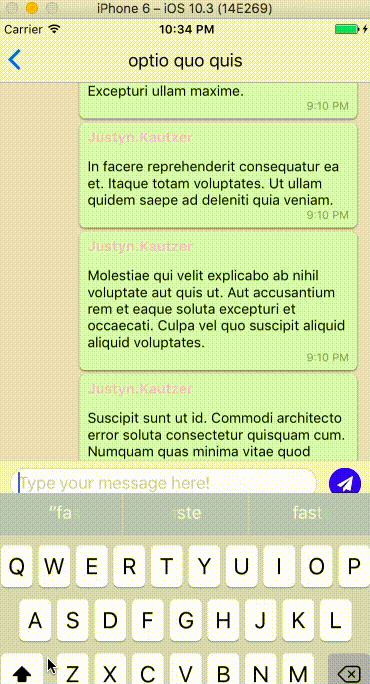 iPhone 6 – iOS 10.3 (14E269)
Carrier 10:34 PM
optio quo quis
Excepturi ullam maxime.
9:10 PM
Justyn.Kautzer
In facere reprehenderit consequatur ea
et. Itaque totam voluptates. Ut ullam
quidem saepe ad deleniti quia veniam.
9:10 PM
Justyn.Kautzer
Molestiae qui velit explicabo ab nihil
voluptate aut quis ut. Aut accusantium
rem et eaque soluta excepturi et
occaecati. Culpa vel quo suscipit aliquid
aliquid voluptates.
9:10 PM
Justyn.Kautzer
Suscipit sunt ut id. Commodi architecto
error soluta consectetur quisquam cum.
Numquam quas minima vitae quod
Type your message here!
Q W E R T Y U I O P
A S D F G H J K L
Z X C V B N M